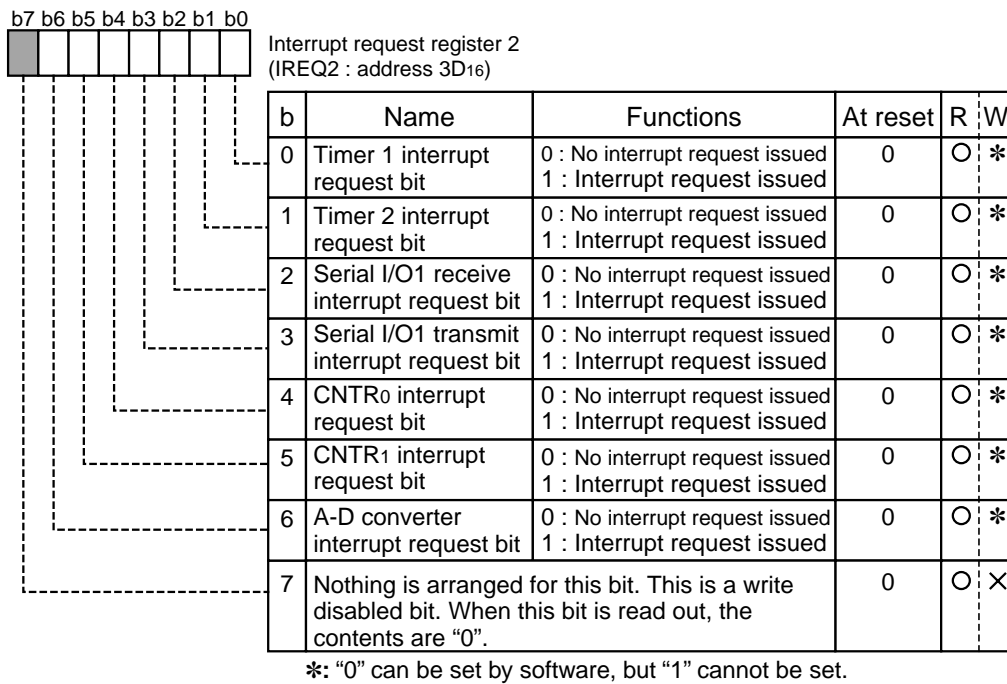 b7 b6 b5 b4 b3 b2 b1 b0
Interrupt request register 2
(IREQ2 : address 3D16)
b Name Functions At reset R W
0 Timer 1 interrupt request bit 0 : No interrupt request issued 1 : Interrupt request issued 0 O ✻
1 Timer 2 interrupt request bit 0 : No interrupt request issued 1 : Interrupt request issued 0 O ✻
2 Serial I/O1 receive interrupt request bit 0 : No interrupt request issued 1 : Interrupt request issued 0 O ✻
3 Serial I/O1 transmit interrupt request bit 0 : No interrupt request issued 1 : Interrupt request issued 0 O ✻
4 CNTR0 interrupt request bit 0 : No interrupt request issued 1 : Interrupt request issued 0 O ✻
5 CNTR1 interrupt request bit 0 : No interrupt request issued 1 : Interrupt request issued 0 O ✻
6 A-D converter interrupt request bit 0 : No interrupt request issued 1 : Interrupt request issued 0 O ✻
7 Nothing is arranged for this bit. This is a write disabled bit. When this bit is read out, the contents are “0”. 0 O ×
✻: “0” can be set by software, but “1” cannot be set.